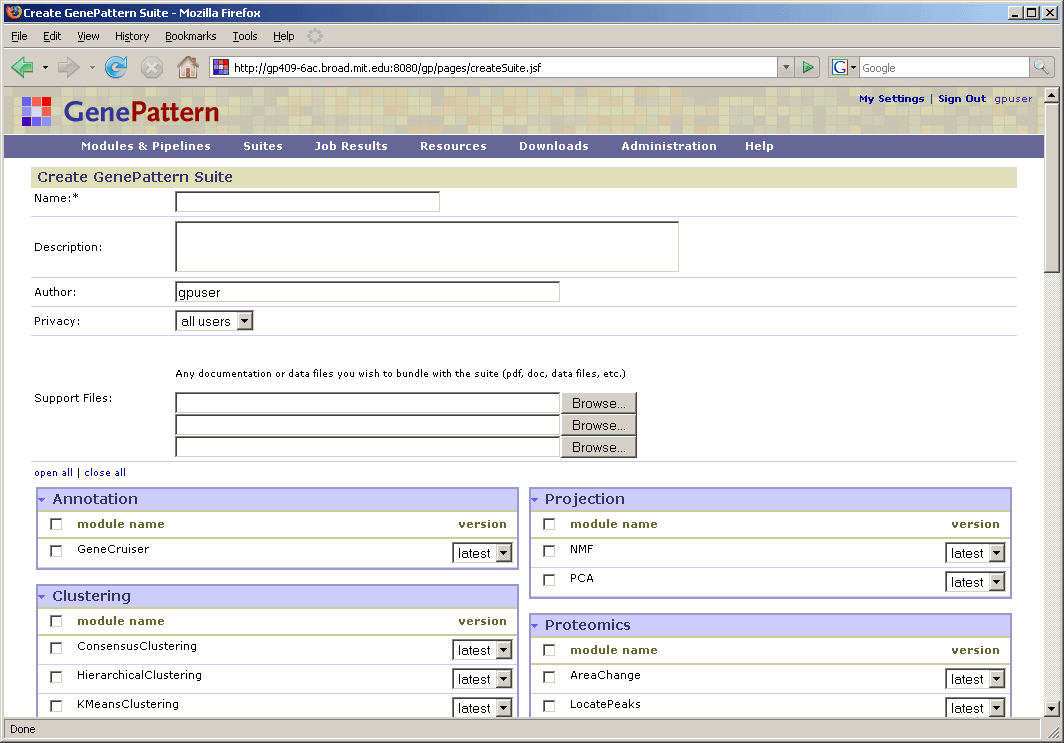 Create GenePattern Suite - Mozilla Firefox
File Edit View History Bookmarks Tools Help
http://gp409-6ac.broad.mit.edu:8080/gp/pages/createSuite.jsf
G Google
My Settings | Sign Out gpuser
GenePattern
Modules & Pipelines Suites Job Results Resources Downloads Administration Help
Create GenePattern Suite
Name:*
Description:
Author: gpuser
Privacy: all users
Any documentation or data files you wish to bundle with the suite (pdf, doc, data files, etc.)
Support Files:
Browse...
Browse...
Browse...
open all | close all
Annotation
module name version
GeneCruiser latest
Clustering
module name version
ConsensusClustering latest
HierarchicalClustering latest
KMeansClustering latest
Projection
module name version
NMF latest
PCA latest
Proteomics
module name version
AreaChange latest
LocatePeaks latest
Done